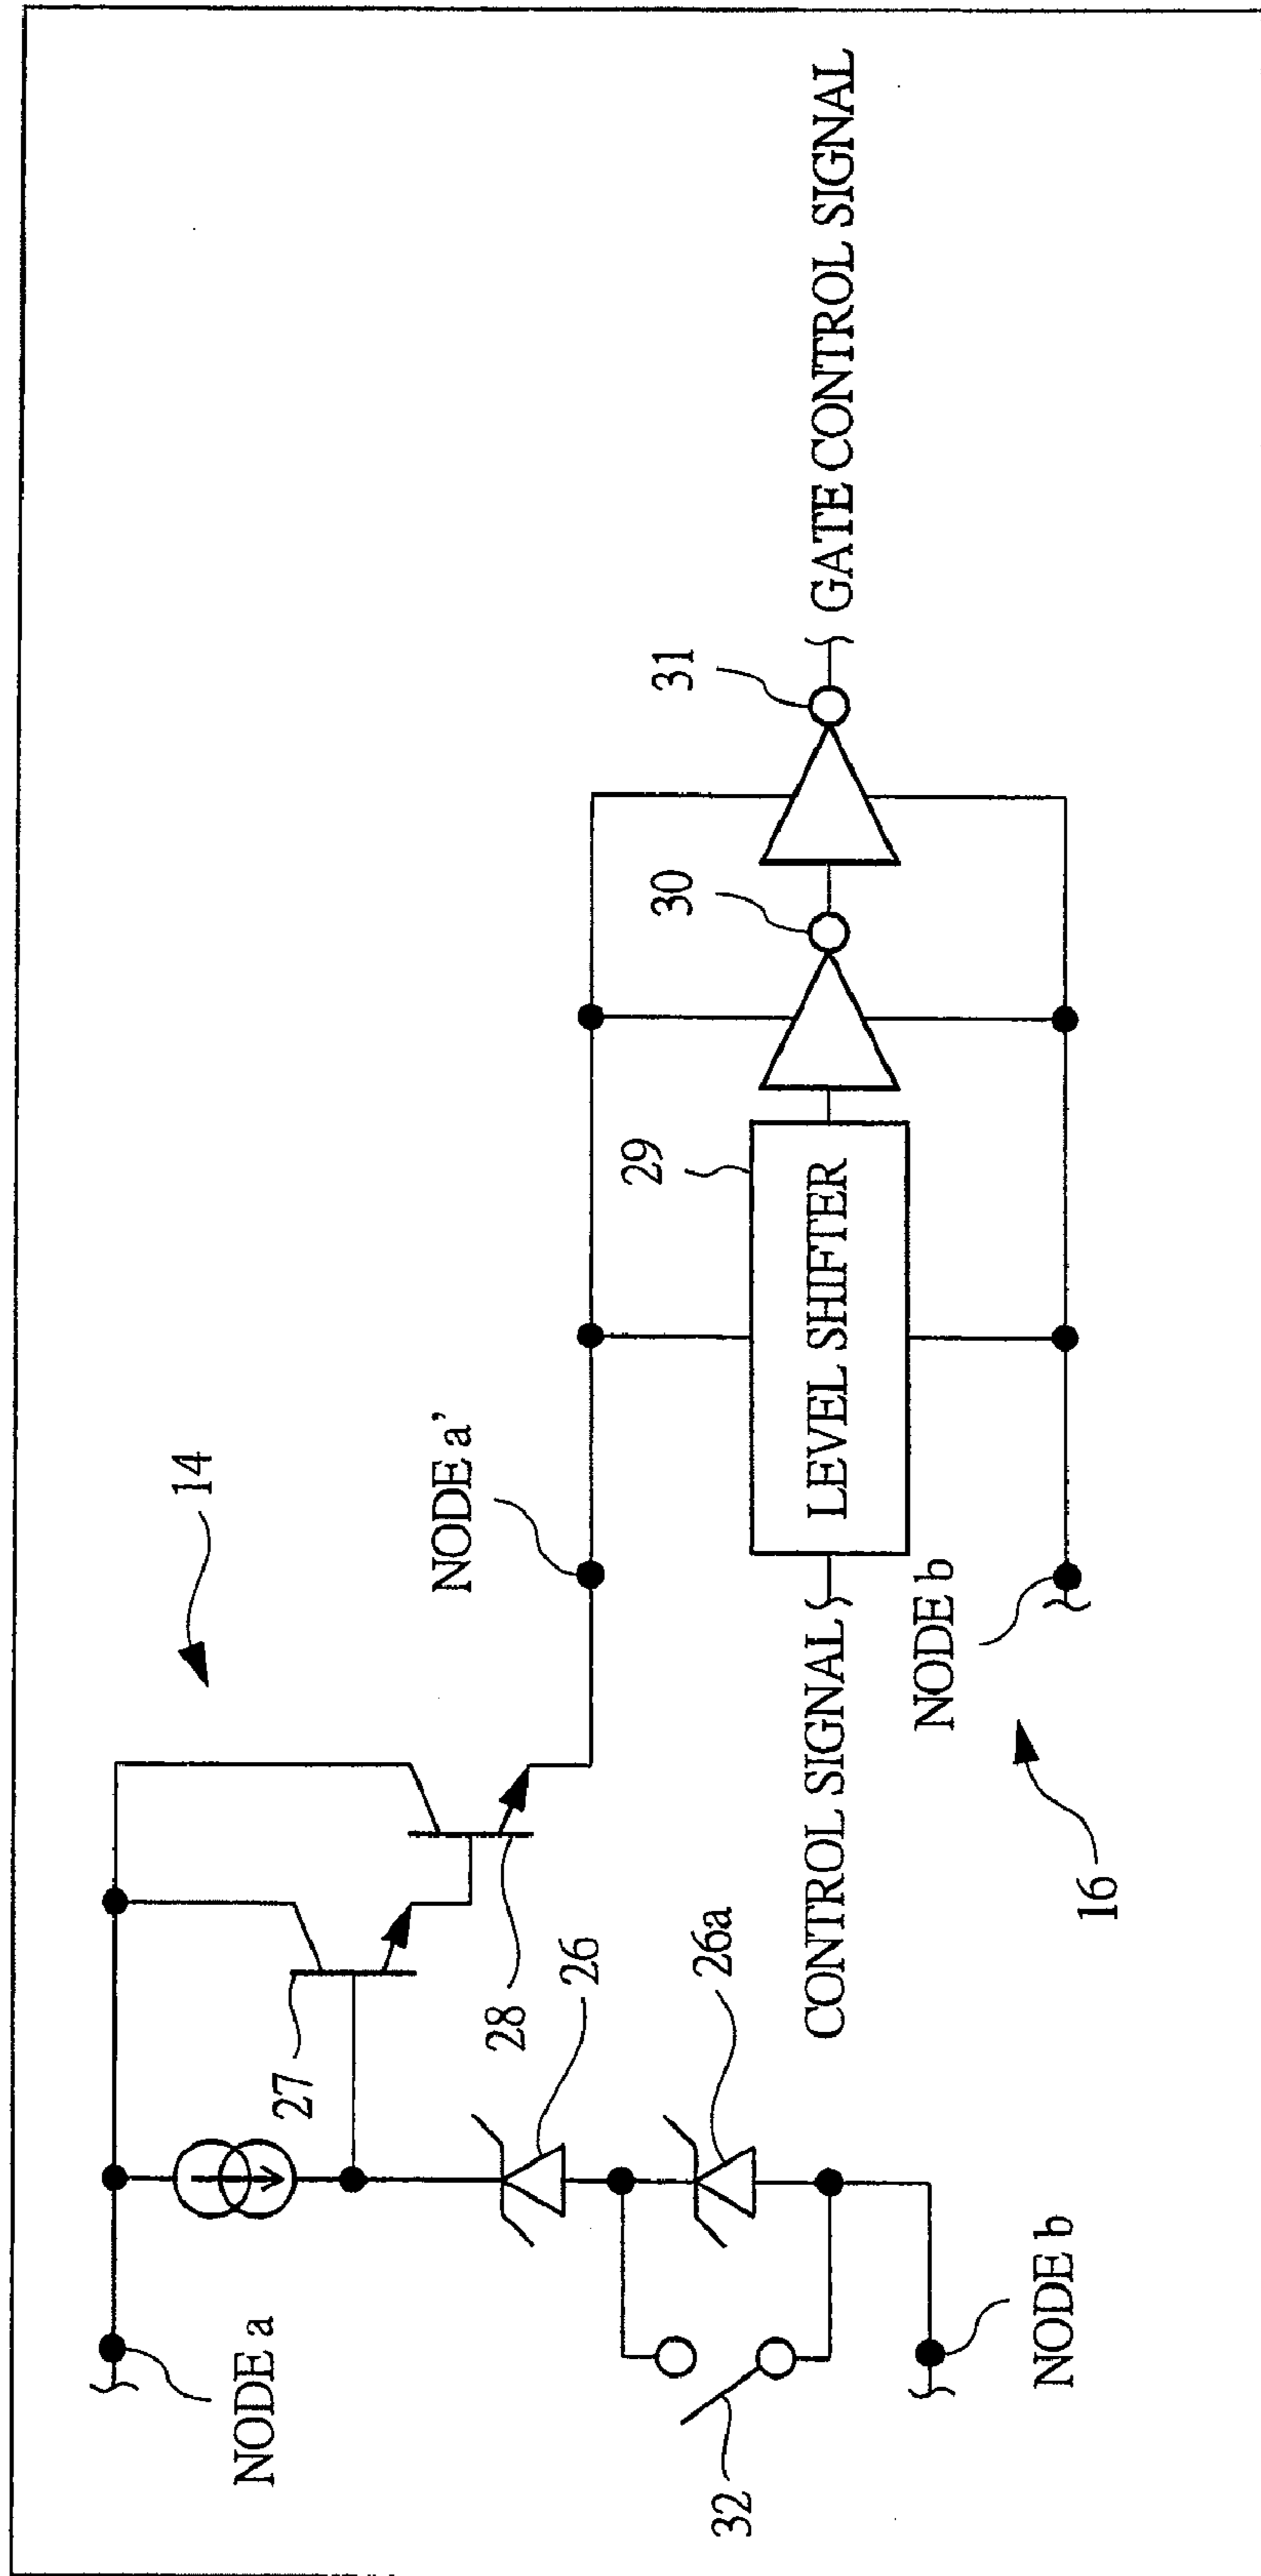 14
NODE a
27
28
NODE a'
26
26a
32
NODE b
29
30
31
LEVEL SHIFTER
CONTROL SIGNAL
GATE CONTROL SIGNAL
NODE b
16